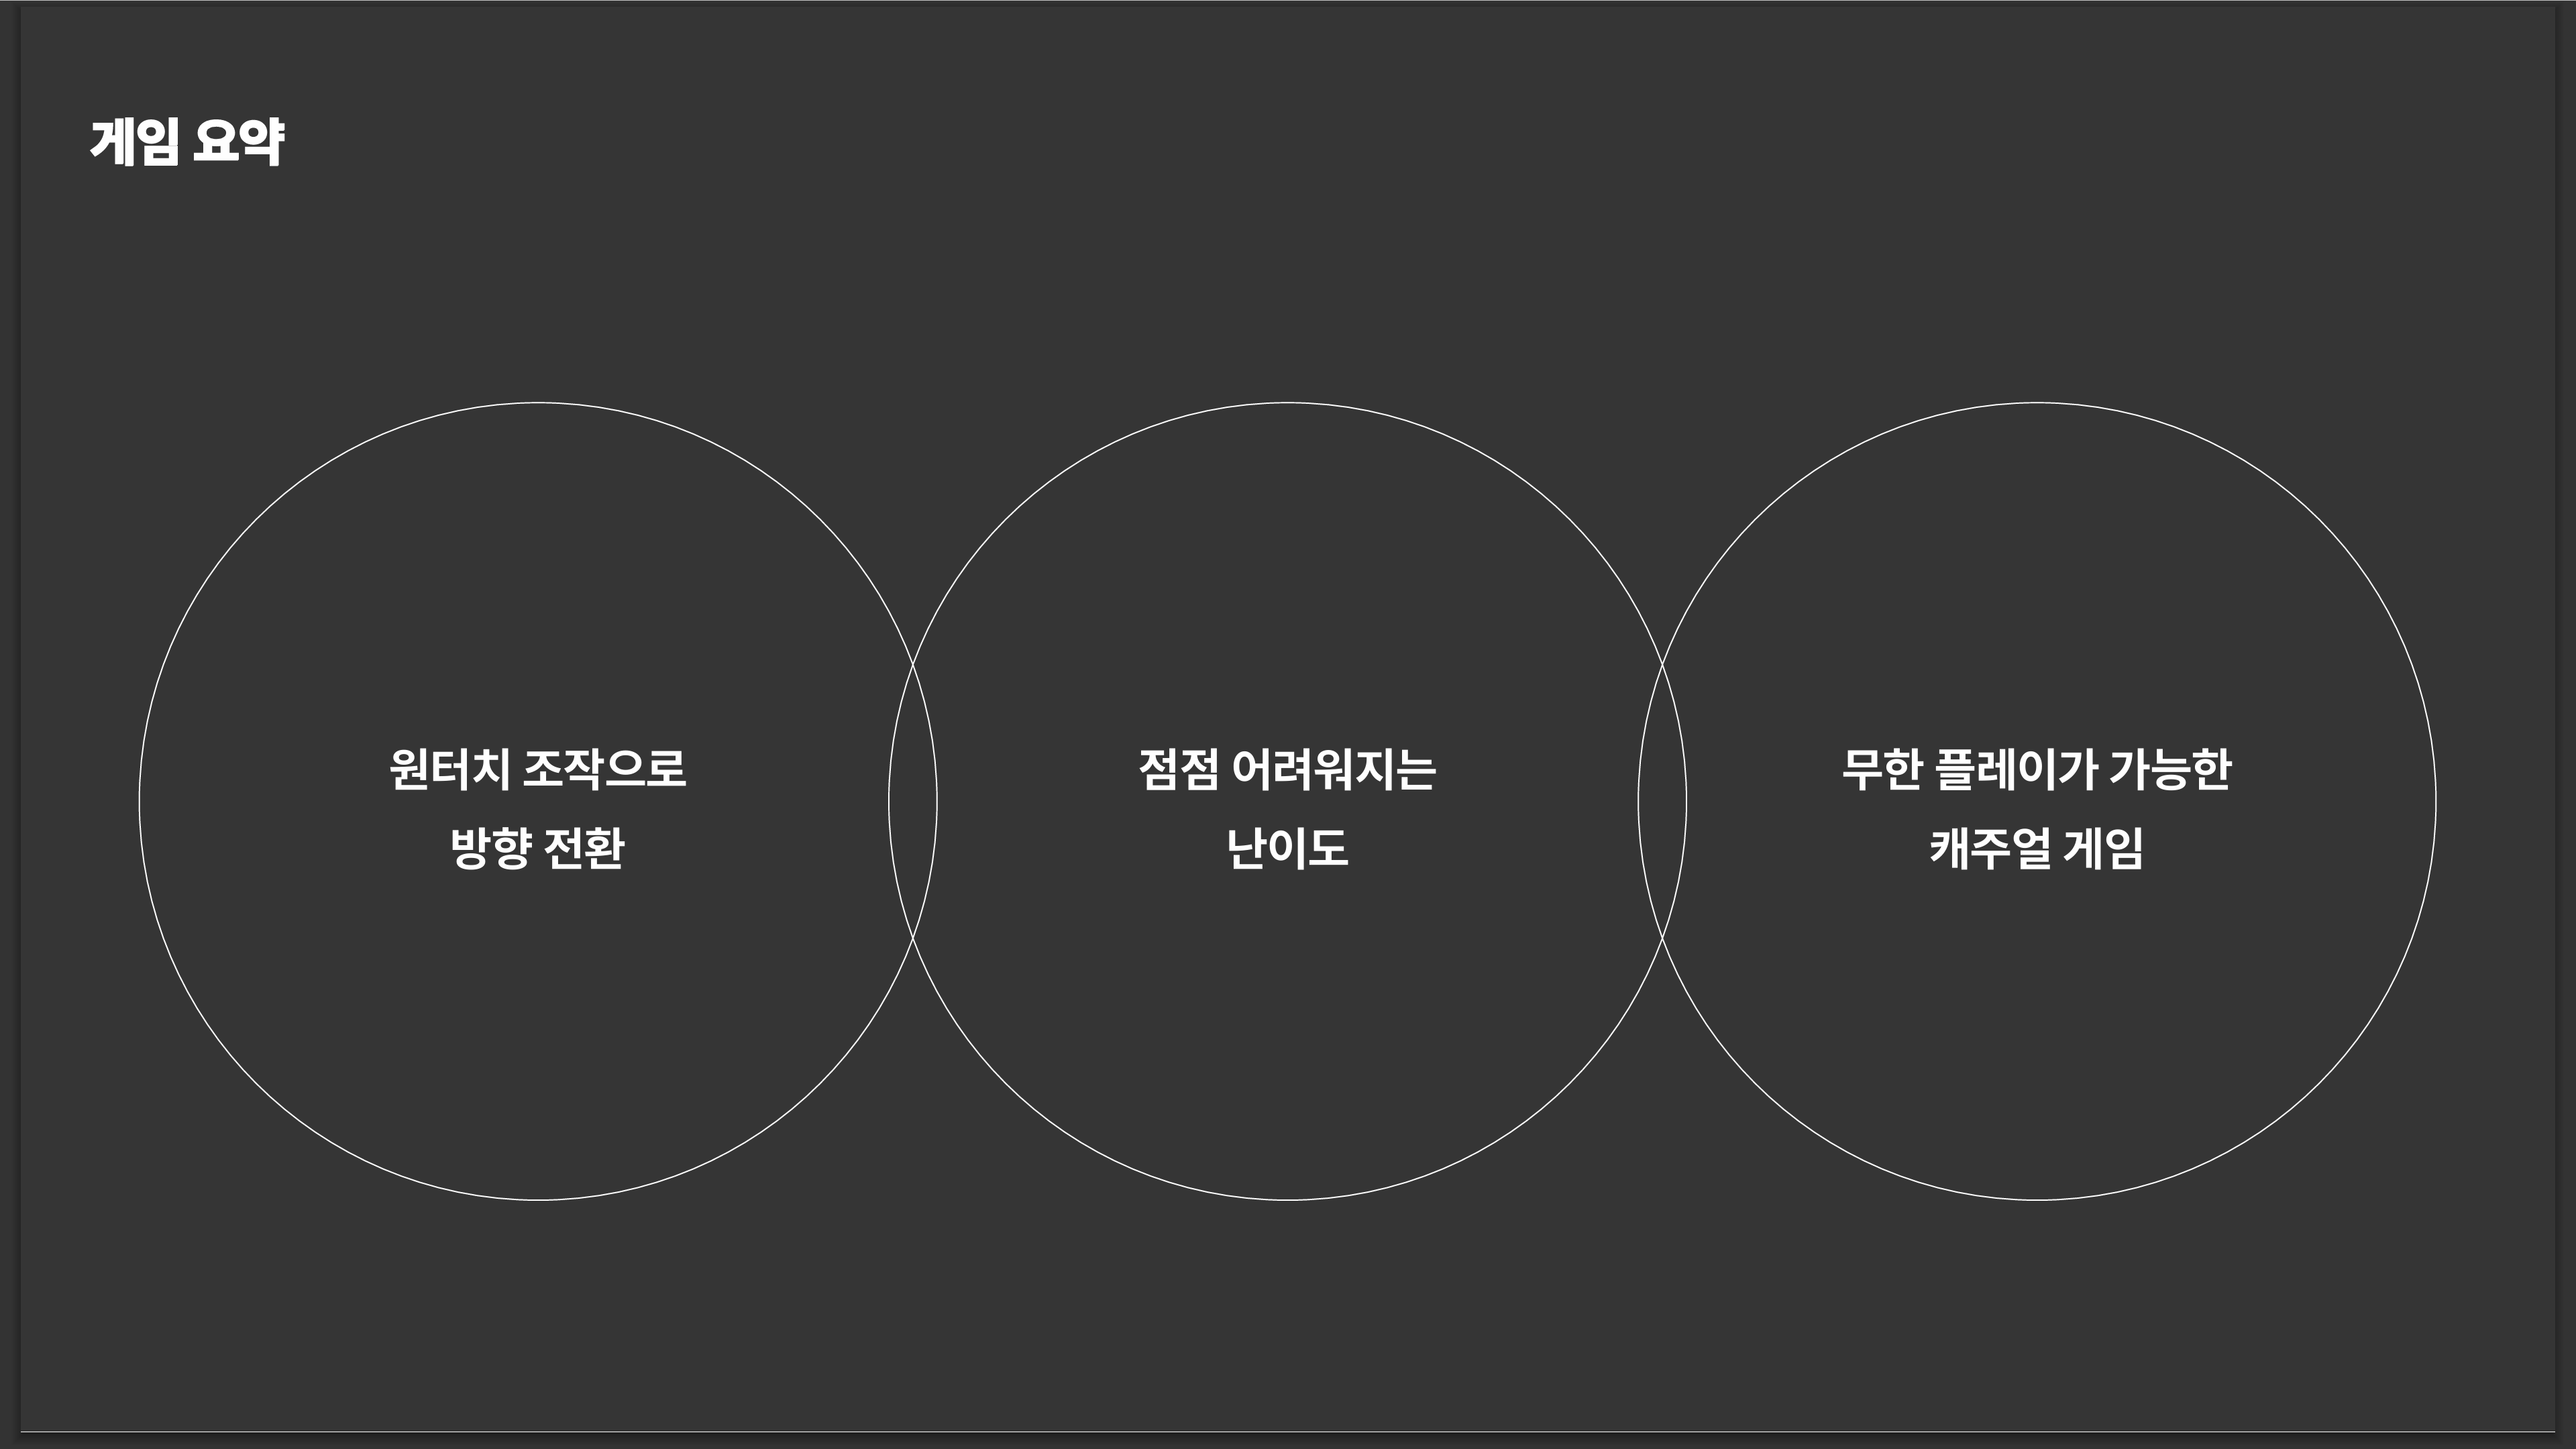 게임 요약
원터치 조작으로
방향 전환
점점 어려워지는
난이도
무한 플레이가 가능한
캐주얼 게임